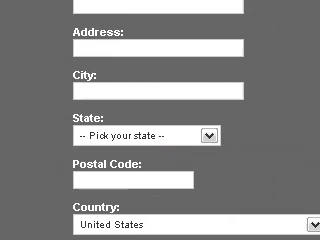 Address:
City:
State:
-- Pick your state --
Postal Code:
Country:
United States